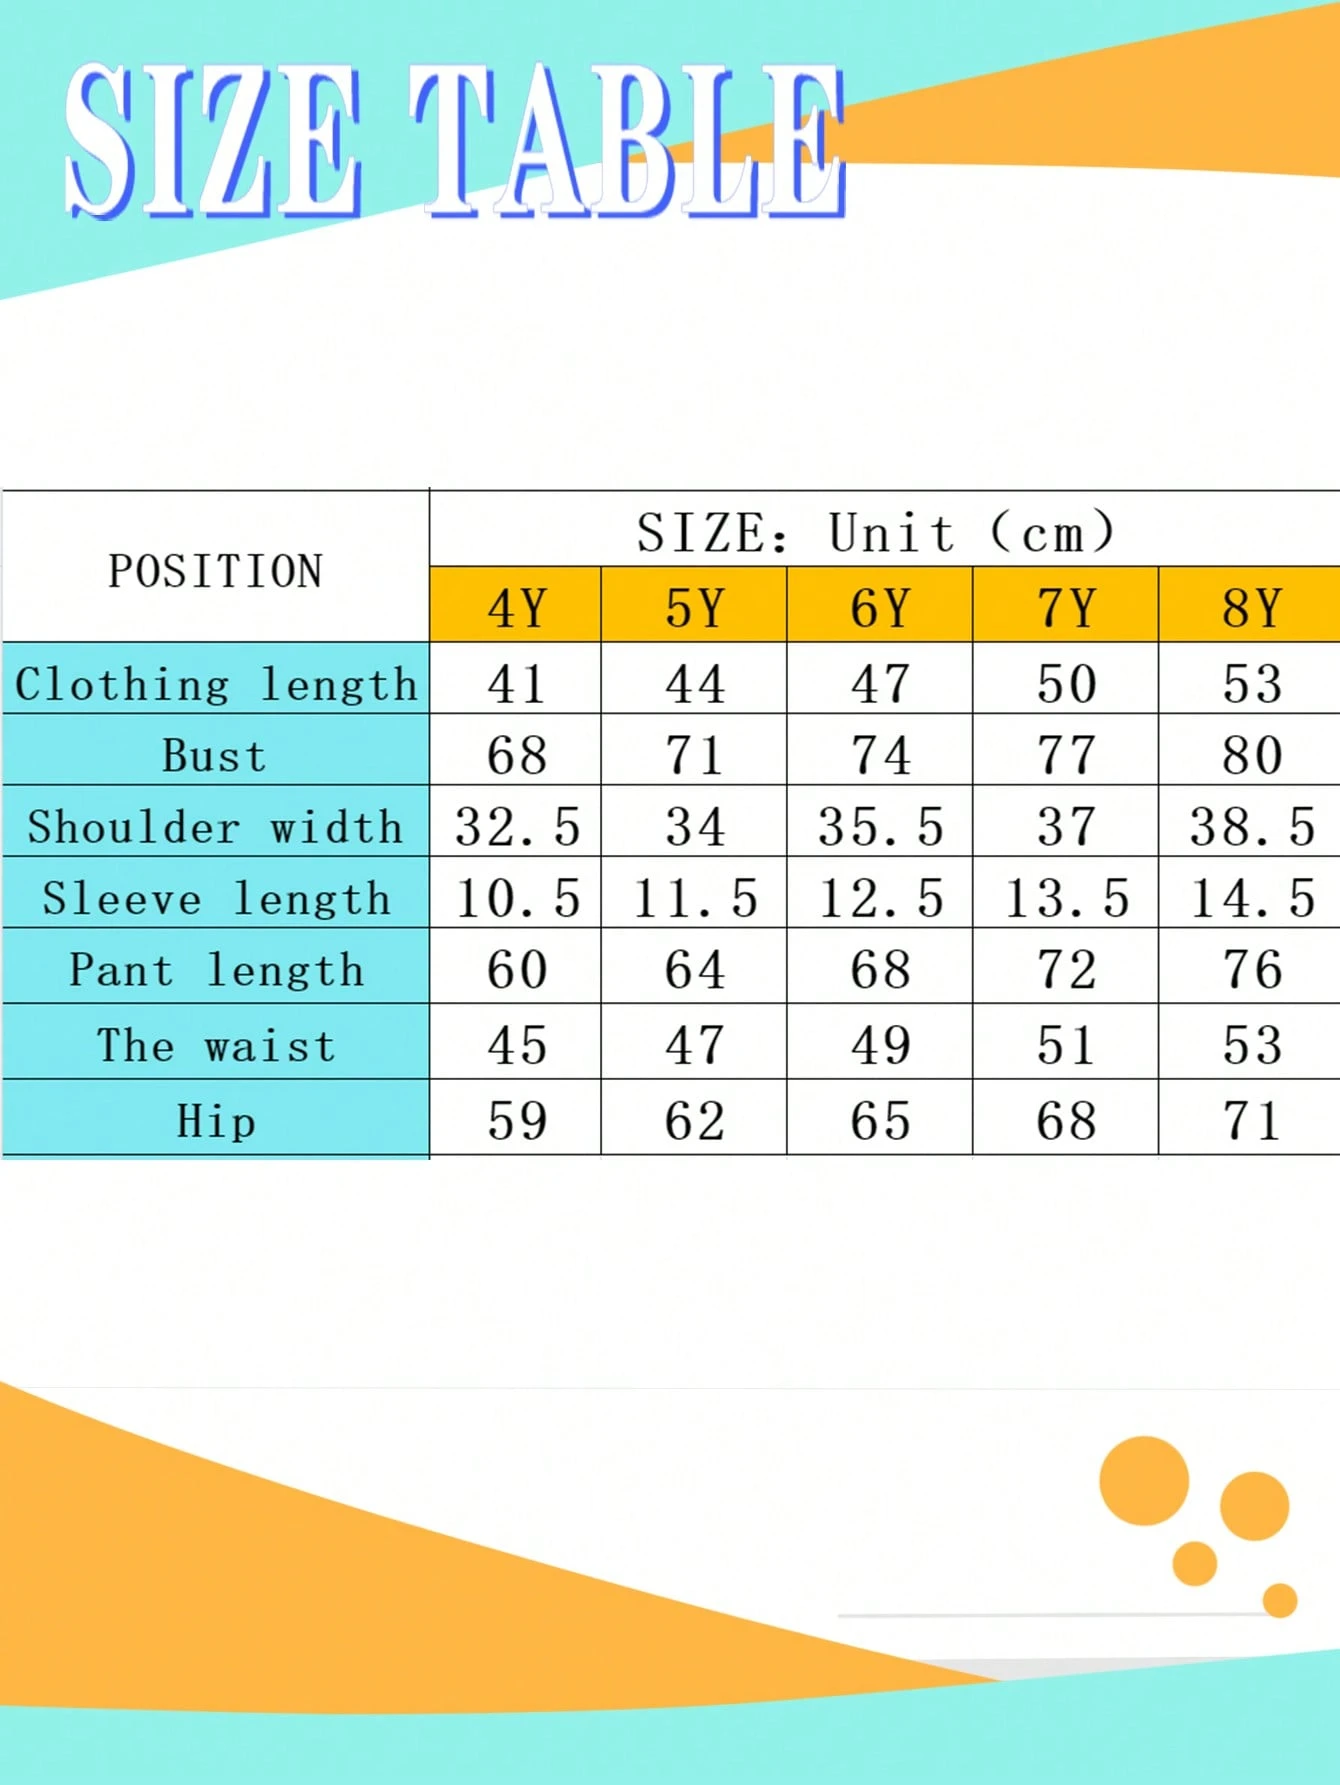 SIZE TABLE
POSITION
SIZE：Unit（cm）
4Y 5Y 6Y 7Y 8Y
Clothing length 41 44 47 50 53
Bust 68 71 74 77 80
Shoulder width 32.5 34 35.5 37 38.5
Sleeve length 10.5 11.5 12.5 13.5 14.5
Pant length 60 64 68 72 76
The waist 45 47 49 51 53
Hip 59 62 65 68 71